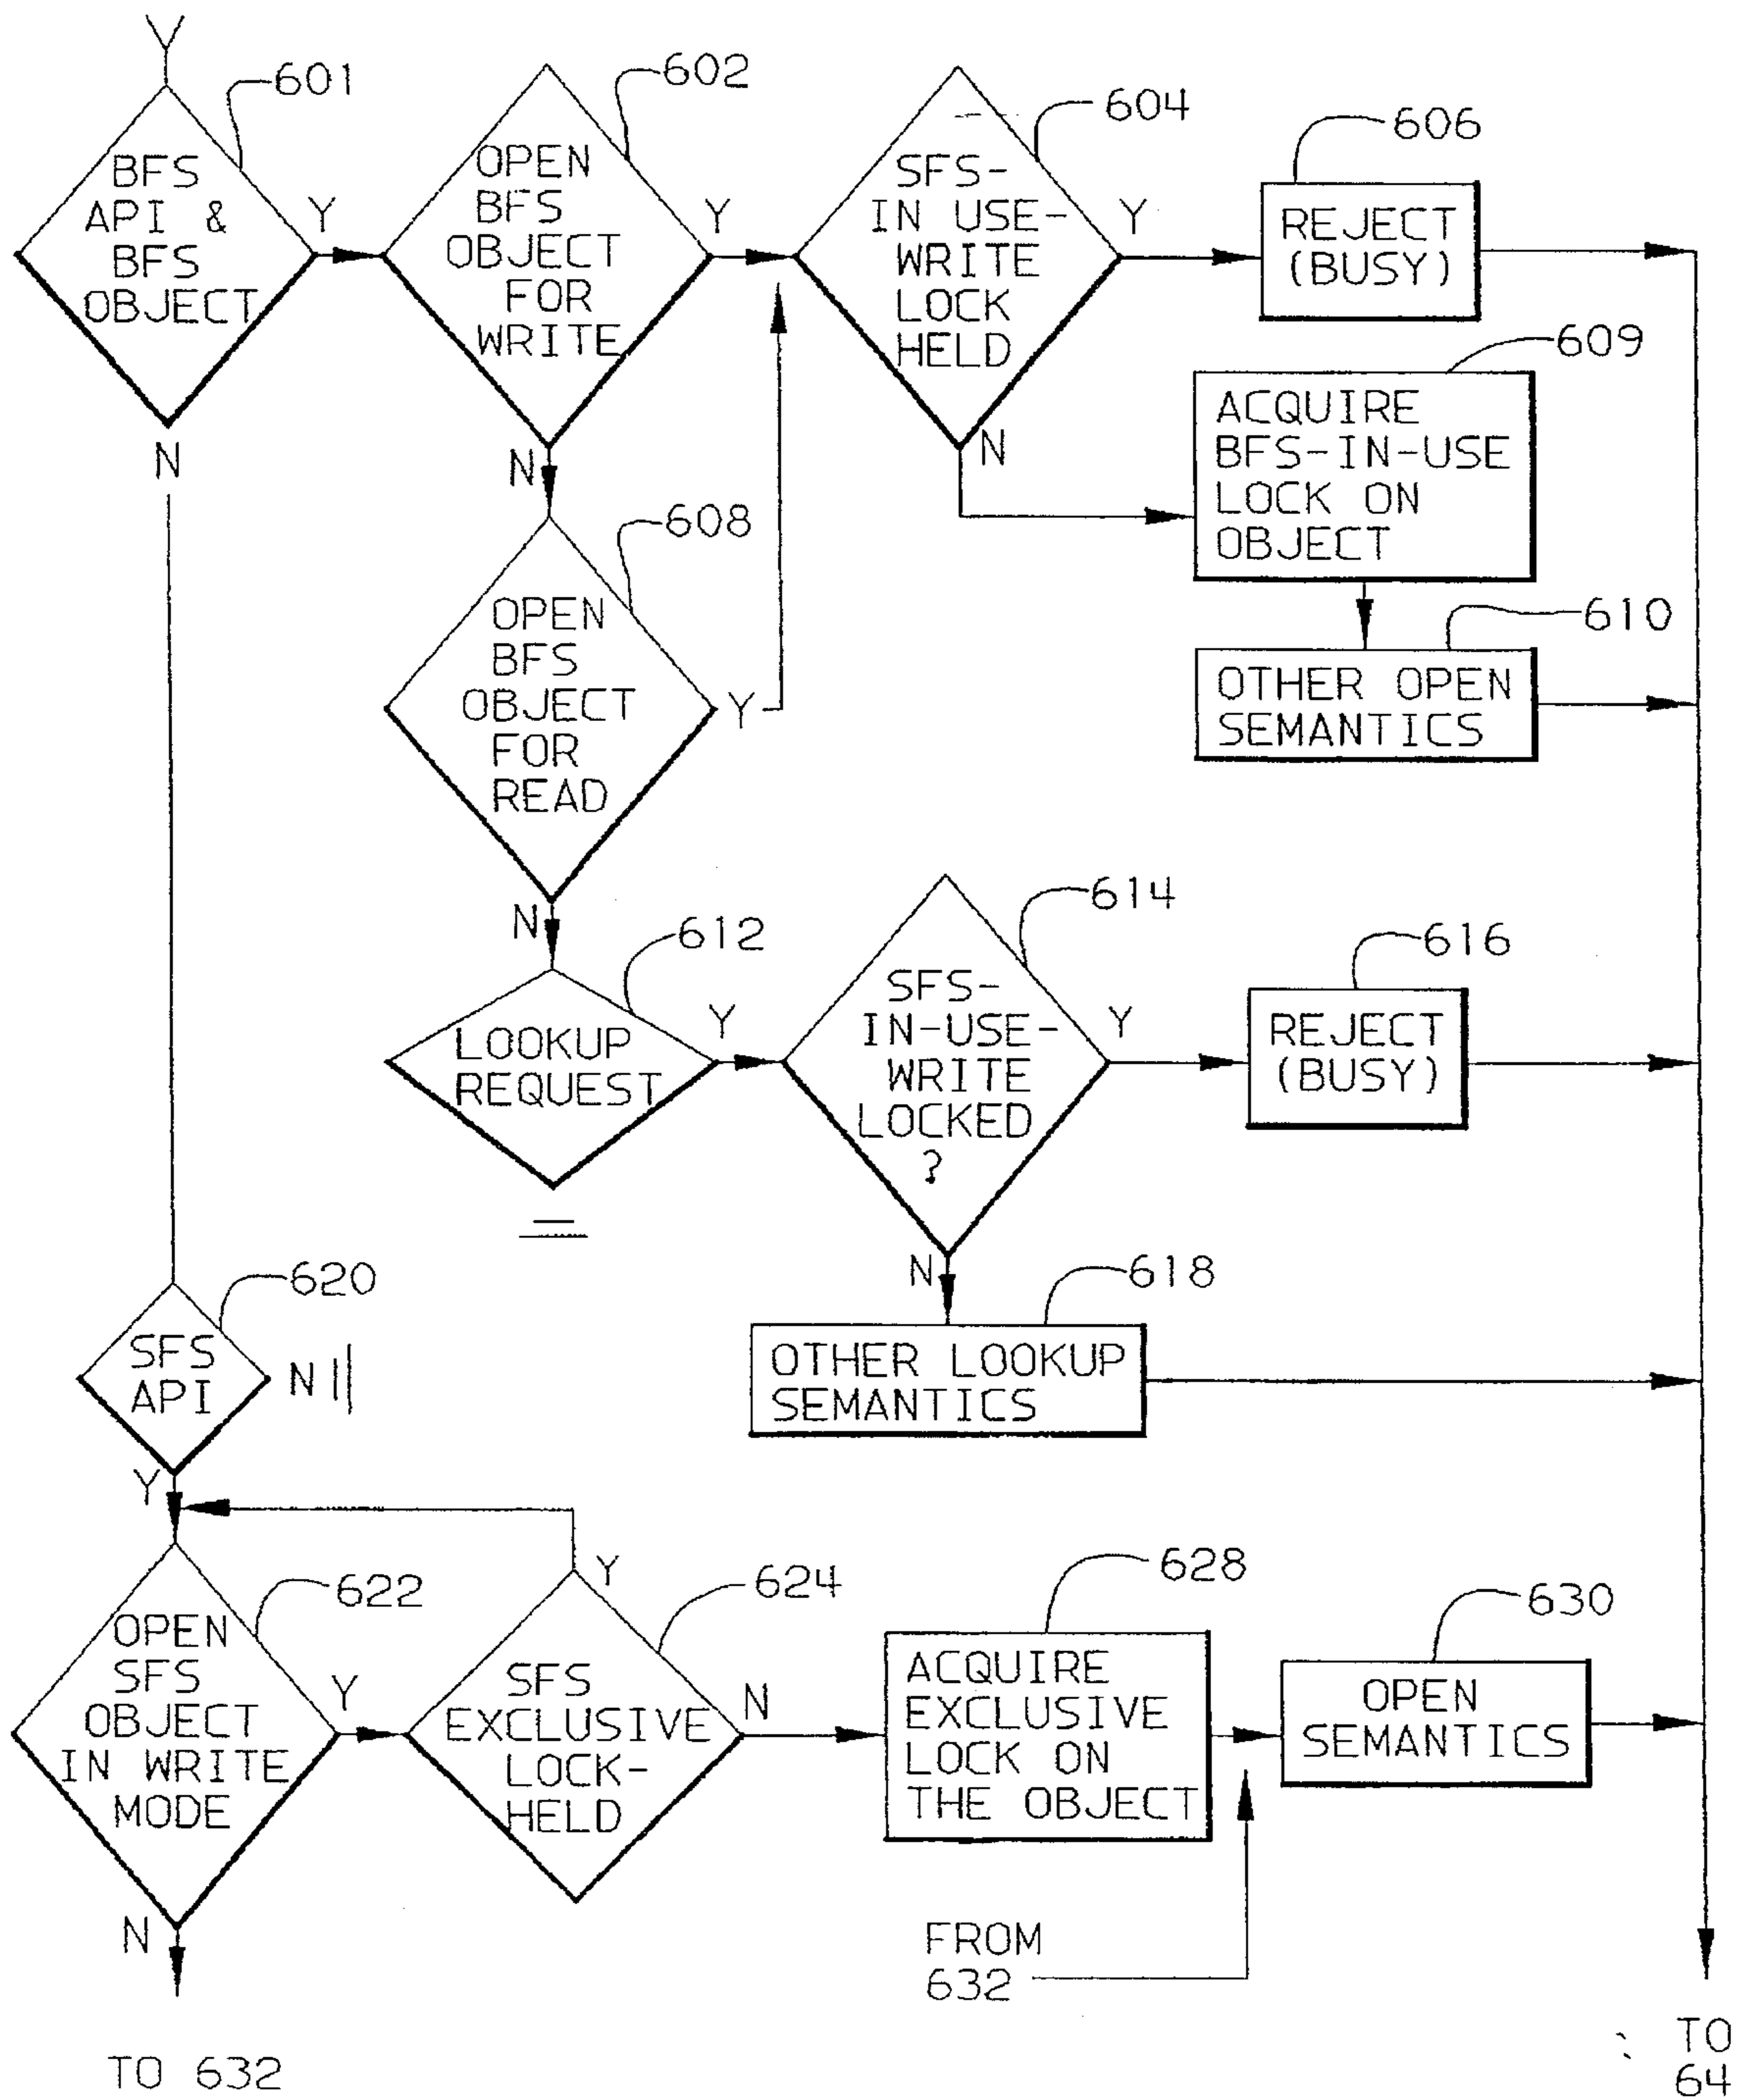 601
BFS
API &
BFS
OBJECT
Y
N
602
OPEN
BFS
OBJECT
FOR
WRITE
Y
N
604
SFS-
IN USE-
WRITE
LOCK
HELD
Y
N
606
REJECT
(BUSY)
609
ACQUIRE
BFS-IN-USE
LOCK ON
OBJECT
610
OTHER OPEN
SEMANTICS
608
OPEN
BFS
OBJECT
FOR
READ
Y
N
612
LOOKUP
REQUEST
Y
614
SFS-
IN-USE-
WRITE
LOCKED
?
Y
N
616
REJECT
(BUSY)
618
OTHER LOOKUP
SEMANTICS
620
SFS
API
N
Y
622
OPEN
SFS
OBJECT
IN WRITE
MODE
Y
N
624
Y
SFS
EXCLUSIVE
LOCK-
HELD
N
628
ACQUIRE
EXCLUSIVE
LOCK ON
THE OBJECT
630
OPEN
SEMANTICS
FROM
632
TO 632
TO
64